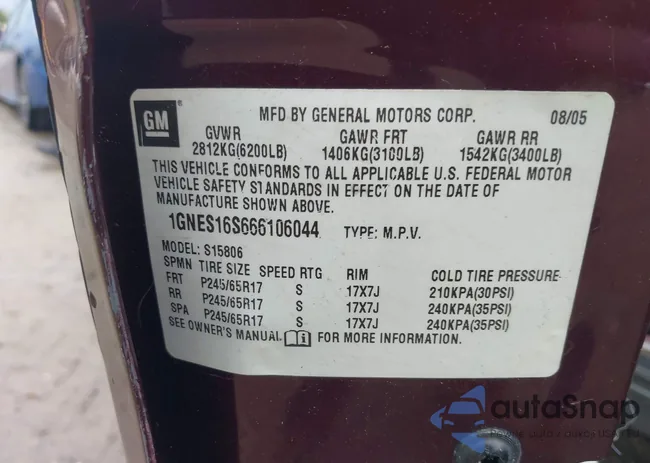 GM
MFD BY GENERAL MOTORS CORP. 08/05
GVWR GAWR FRT GAWR RR
2812KG(6200LB) 1406KG(3100LB) 1542KG(3400LB)
THIS VEHICLE CONFORMS TO ALL APPLICABLE U.S. FEDERAL MOTOR
VEHICLE SAFETY STANDARDS IN EFFECT ON THE DATE OF
MANUFACTURE SHOWN ABOVE.
1GNES16S666106044 TYPE: M.P.V.
MODEL: S15806
SPMN TIRE SIZE SPEED RTG RIM COLD TIRE PRESSURE
FRT P245/65R17 S 17X7J 210KPA(30PSI)
RR P245/65R17 S 17X7J 240KPA(35PSI)
SPA P245/65R17 S 17X7J 240KPA(35PSI)
SEE OWNER'S MANUAL FOR MORE INFORMATION.
autaSnap